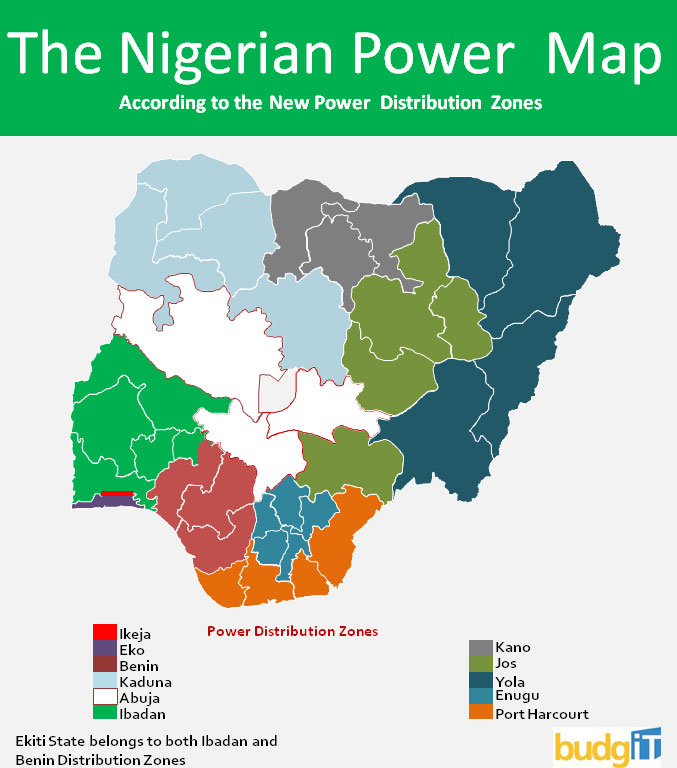 The Nigerian Power Map
According to the New Power Distribution Zones
Power Distribution Zones
Ikeja
Eko
Benin
Kaduna
Abuja
Ibadan
Kano
Jos
Yola
Enugu
Port Harcourt
Ekiti State belongs to both Ibadan and
Benin Distribution Zones
budgIT